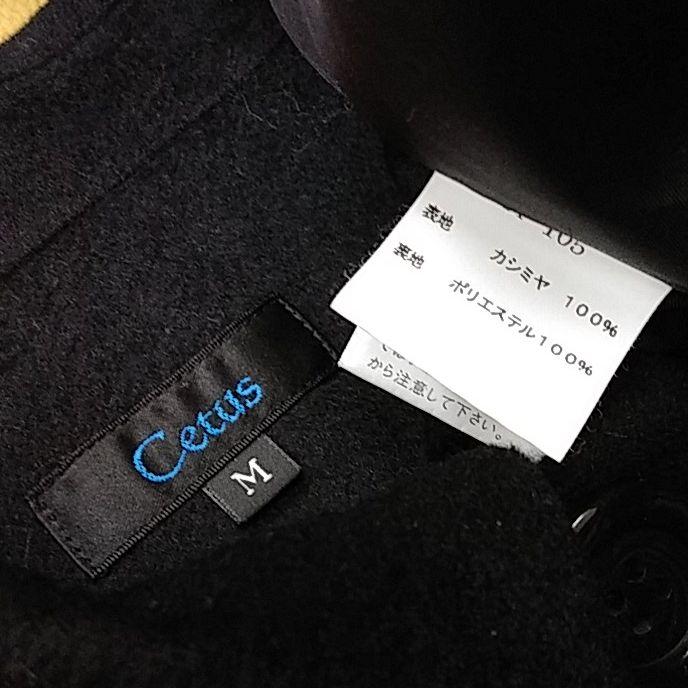 Cetus
M
105
表地
カシミヤ 100%
裏地
ポリエステル100%
から注意して下さい。